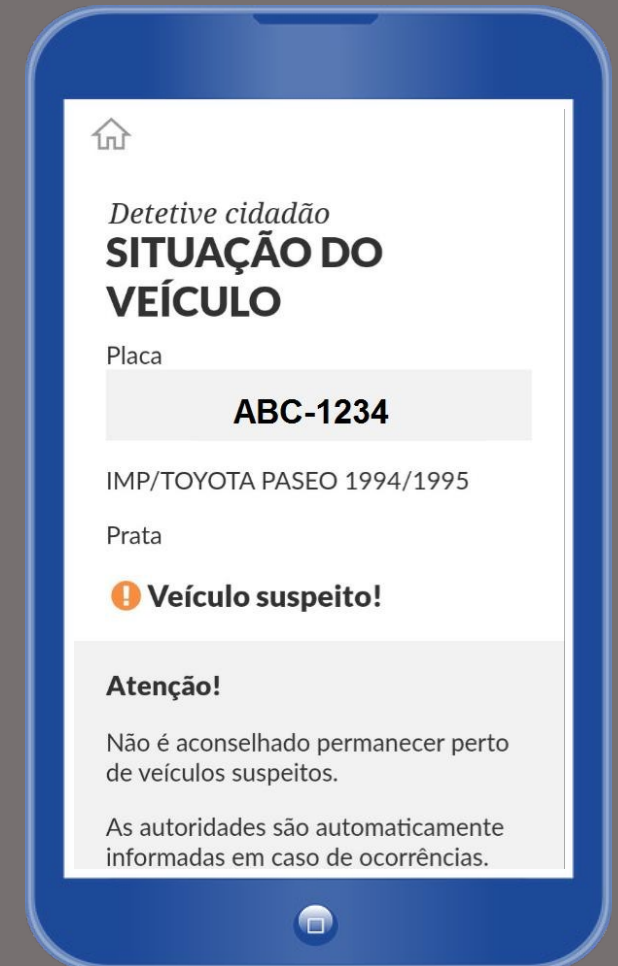 Detetive cidadão
SITUAÇÃO DO
VEÍCULO
Placa
ABC-1234
IMP/TOYOTA PASEO 1994/1995
Prata
Veículo suspeito!
Atenção!
Não é aconselhado permanecer perto
de veículos suspeitos.
As autoridades são automaticamente
informadas em caso de ocorrências.